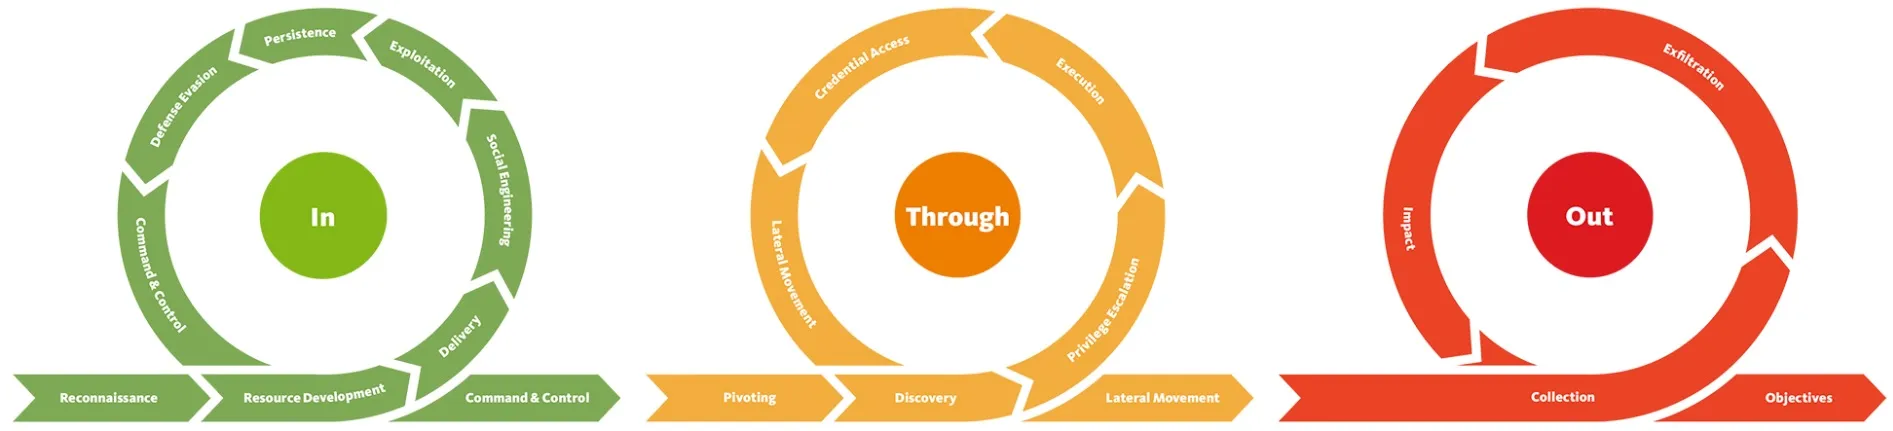 Reconnaissance
Resource Development
Delivery
Social Engineering
Exploitation
Persistence
Defense Evasion
Command & Control
Command & Control
In
Pivoting
Discovery
Privilege Escalation
Execution
Credential Access
Lateral Movement
Lateral Movement
Through
Collection
Exfiltration
Impact
Objectives
Out